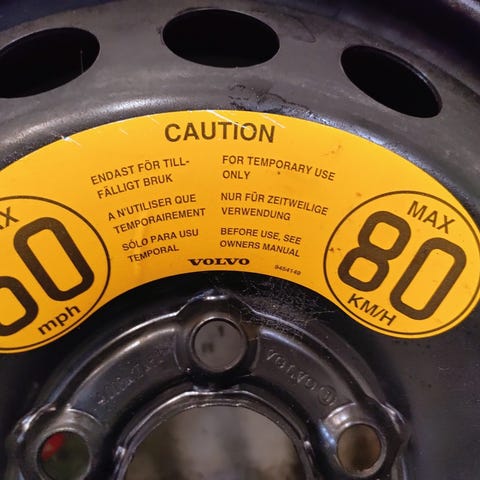 CAUTION
ENDAST FÖR TILL-
FÄLLIGT BRUK
A N'UTILISER QUE
TEMPORAIREMENT
SÓLO PARA USU
TEMPORAL
FOR TEMPORARY USE
ONLY
NUR FÜR ZEITWEILIGE
VERWENDUNG
BEFORE USE, SEE
OWNERS MANUAL
VOLVO
mph
MAX
80
KM/H
VOLVO